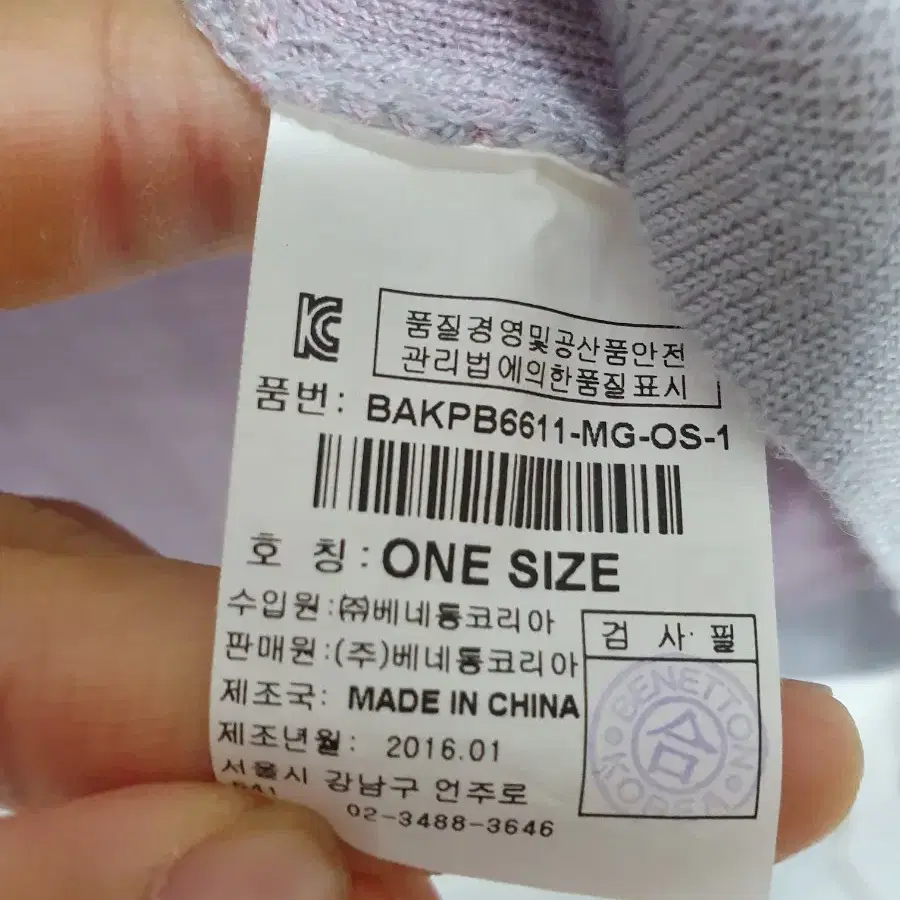 KC
품질경영및공산품안전
관리법에의한품질표시
품번: BAKPB6611-MG-OS-1
호 칭: ONE SIZE
수입원:㈜베네통코리아
판매원:(주)베네통코리아
제조국: MADE IN CHINA
제조년월: 2016.01
서울시 강남구 언주로
02-3488-3646
검 사 필
BENETTON
合
KOREA